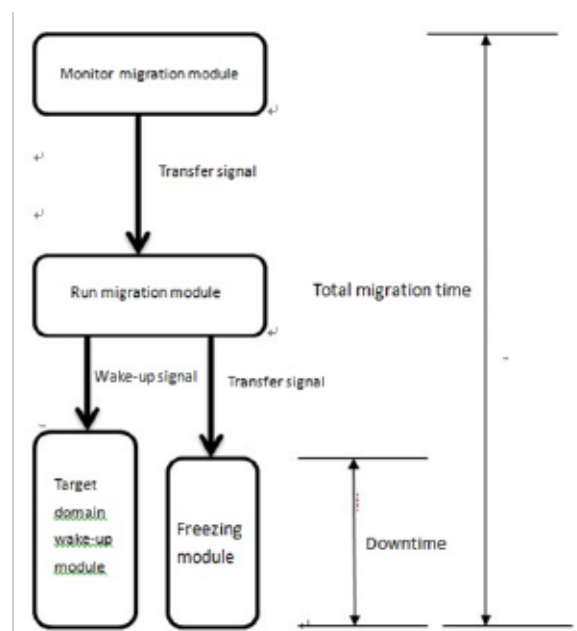 Monitor migration module
Transfer signal
Run migration module
Total migration time
Wake-up signal
Transfer signal
Target
domain
wake-up
module
Freezing
module
Downtime